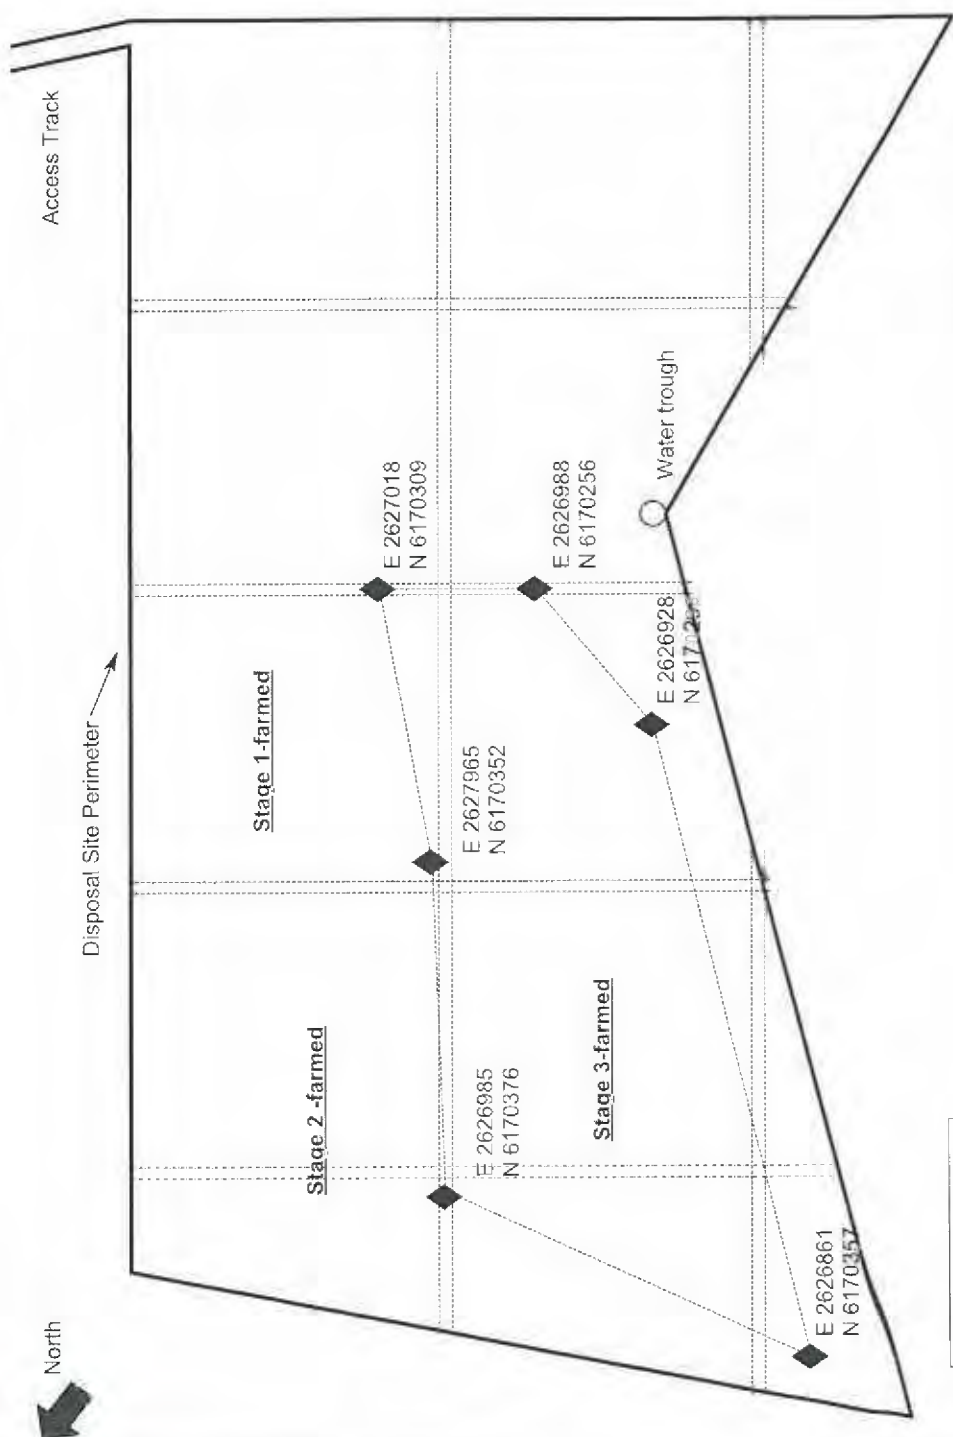 Access Track
Disposal Site Perimeter
North
Stage 1-farmed
Stage 2 -farmed
Stage 3-farmed
E 2627018
N 6170309
E 2626988
N 6170256
Water trough
E 2626928
E 2627965
N 6170352
E 2626985
N 6170376
E 2626861
N 6170357